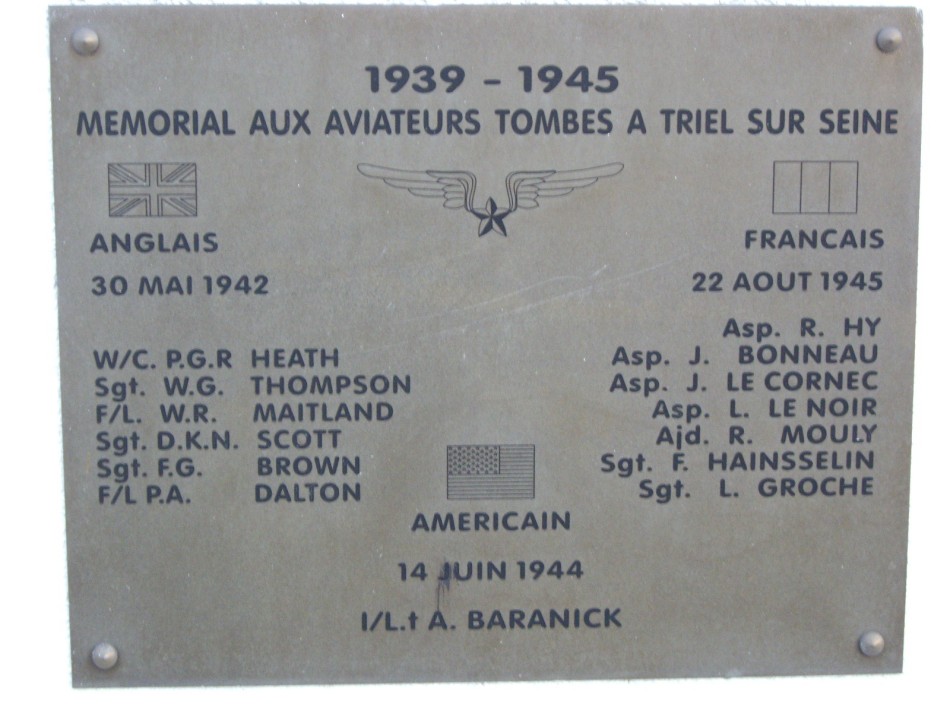 1939 - 1945
MEMORIAL AUX AVIATEURS TOMBES A TRIEL SUR SEINE
ANGLAIS
30 MAI 1942
W/C. P.G.R HEATH
Sgt. W.G. THOMPSON
F/L. W.R. MAITLAND
Sgt. D.K.N. SCOTT
Sgt. F.G. BROWN
F/L P.A. DALTON
FRANCAIS
22 AOUT 1945
Asp. R. HY
Asp. J. BONNEAU
Asp. J. LE CORNEC
Asp. L. LE NOIR
Ajd. R. MOULY
Sgt. F. HAINSSELIN
Sgt. L. GROCHE
AMERICAIN
14 JUIN 1944
I/L.t A. BARANICK